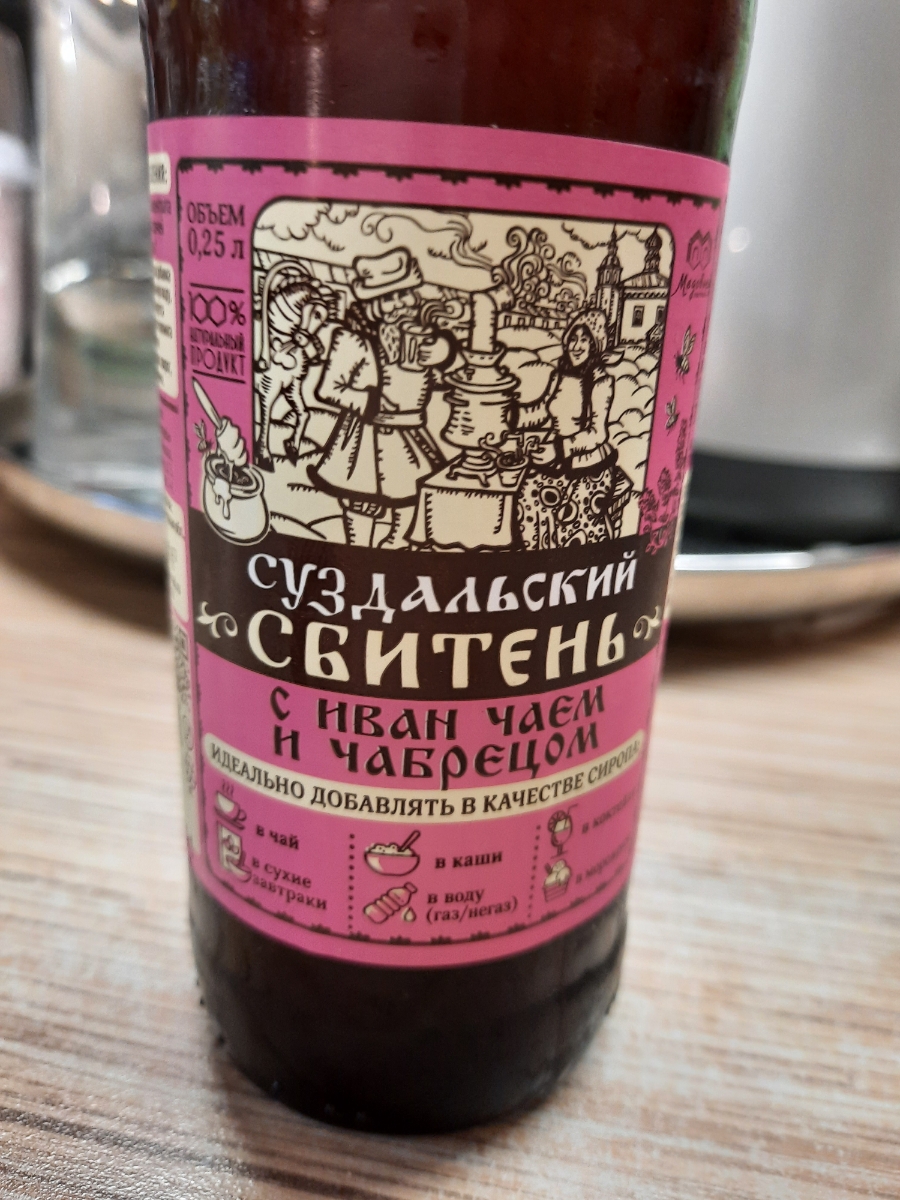 ОБЪЕМ
0,25 л
100%
НАТУРАЛЬНЫЙ
ПРОДУКТ
СУЗДАЛЬСКИЙ
СБИТЕНЬ
С ИВАН ЧАЕМ
И ЧАБРЕЦОМ
ИДЕАЛЬНО ДОБАВЛЯТЬ В КАЧЕСТВЕ СИРОПА:
в чай
в сухие
завтраки
в каши
в воду
(газ/негаз)